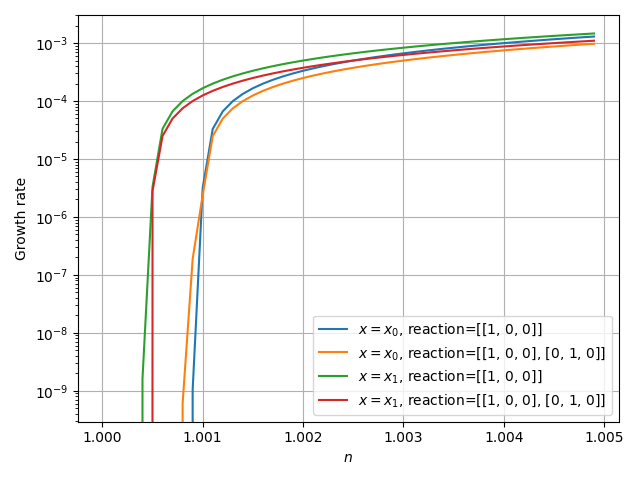 10⁻³
10⁻⁴
10⁻⁵
10⁻⁶
10⁻⁷
10⁻⁸
10⁻⁹
Growth rate
x = x₀, reaction=[[1, 0, 0]]
x = x₀, reaction=[[1, 0, 0], [0, 1, 0]]
x = x₁, reaction=[[1, 0, 0]]
x = x₁, reaction=[[1, 0, 0], [0, 1, 0]]
1.000 1.001 1.002 1.003 1.004 1.005
n